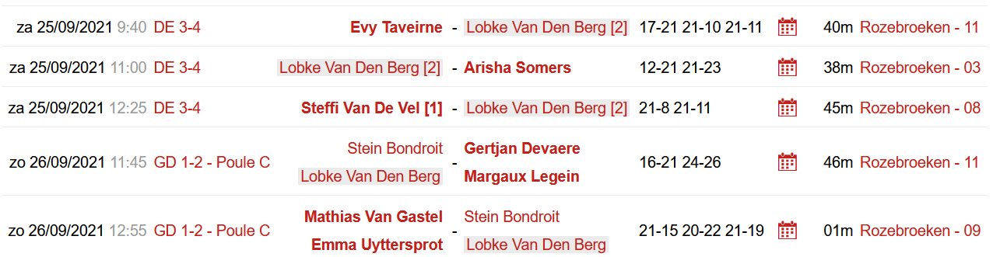 za 25/09/2021 9:40 DE 3-4 Evy Taveirne - Lobke Van Den Berg [2] 17-21 21-10 21-11 40m Rozebroeken - 11
za 25/09/2021 11:00 DE 3-4 Lobke Van Den Berg [2] - Arisha Somers 12-21 21-23 38m Rozebroeken - 03
za 25/09/2021 12:25 DE 3-4 Steffi Van De Vel [1] - Lobke Van Den Berg [2] 21-8 21-11 45m Rozebroeken - 08
Stein Bondroit Gertjan Devaere
zo 26/09/2021 11:45 GD 1-2 - Poule C - 16-21 24-26 46m Rozebroeken - 11
Lobke Van Den Berg Margaux Legein
Mathias Van Gastel Stein Bondroit
zo 26/09/2021 12:55 GD 1-2 - Poule C - 21-15 20-22 21-19 01m Rozebroeken - 09
Emma Uyttersprot Lobke Van Den Berg